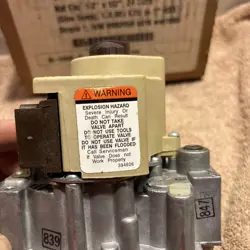 WARNING
EXPLOSION HAZARD
Severe Injury Or
Death Can Result
DO NOT TAKE
VALVE APART
DO NOT USE TOOLS
TO OPERATE VALVE
DO NOT USE VALVE
IF IT HAS BEEN FLOODED
Call Serviceman
If Valve Does not
Work Properly
839
847